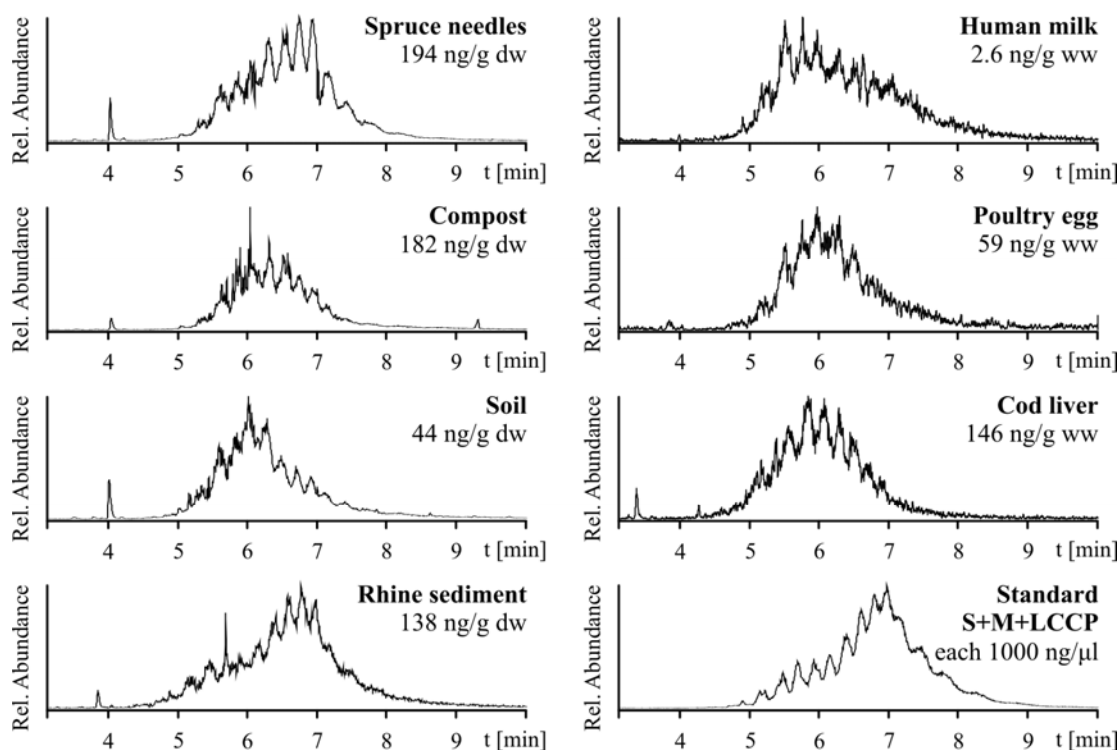 Rel. Abundance
Spruce needles
194 ng/g dw
4 5 6 7 8 9 t [min]
Rel. Abundance
Human milk
2.6 ng/g ww
4 5 6 7 8 9 t [min]
Rel. Abundance
Compost
182 ng/g dw
4 5 6 7 8 9 t [min]
Rel. Abundance
Poultry egg
59 ng/g ww
4 5 6 7 8 9 t [min]
Rel. Abundance
Soil
44 ng/g dw
4 5 6 7 8 9 t [min]
Rel. Abundance
Cod liver
146 ng/g ww
4 5 6 7 8 9 t [min]
Rel. Abundance
Rhine sediment
138 ng/g dw
4 5 6 7 8 9 t [min]
Rel. Abundance
Standard
S+M+LCCP
each 1000 ng/µl
4 5 6 7 8 9 t [min]